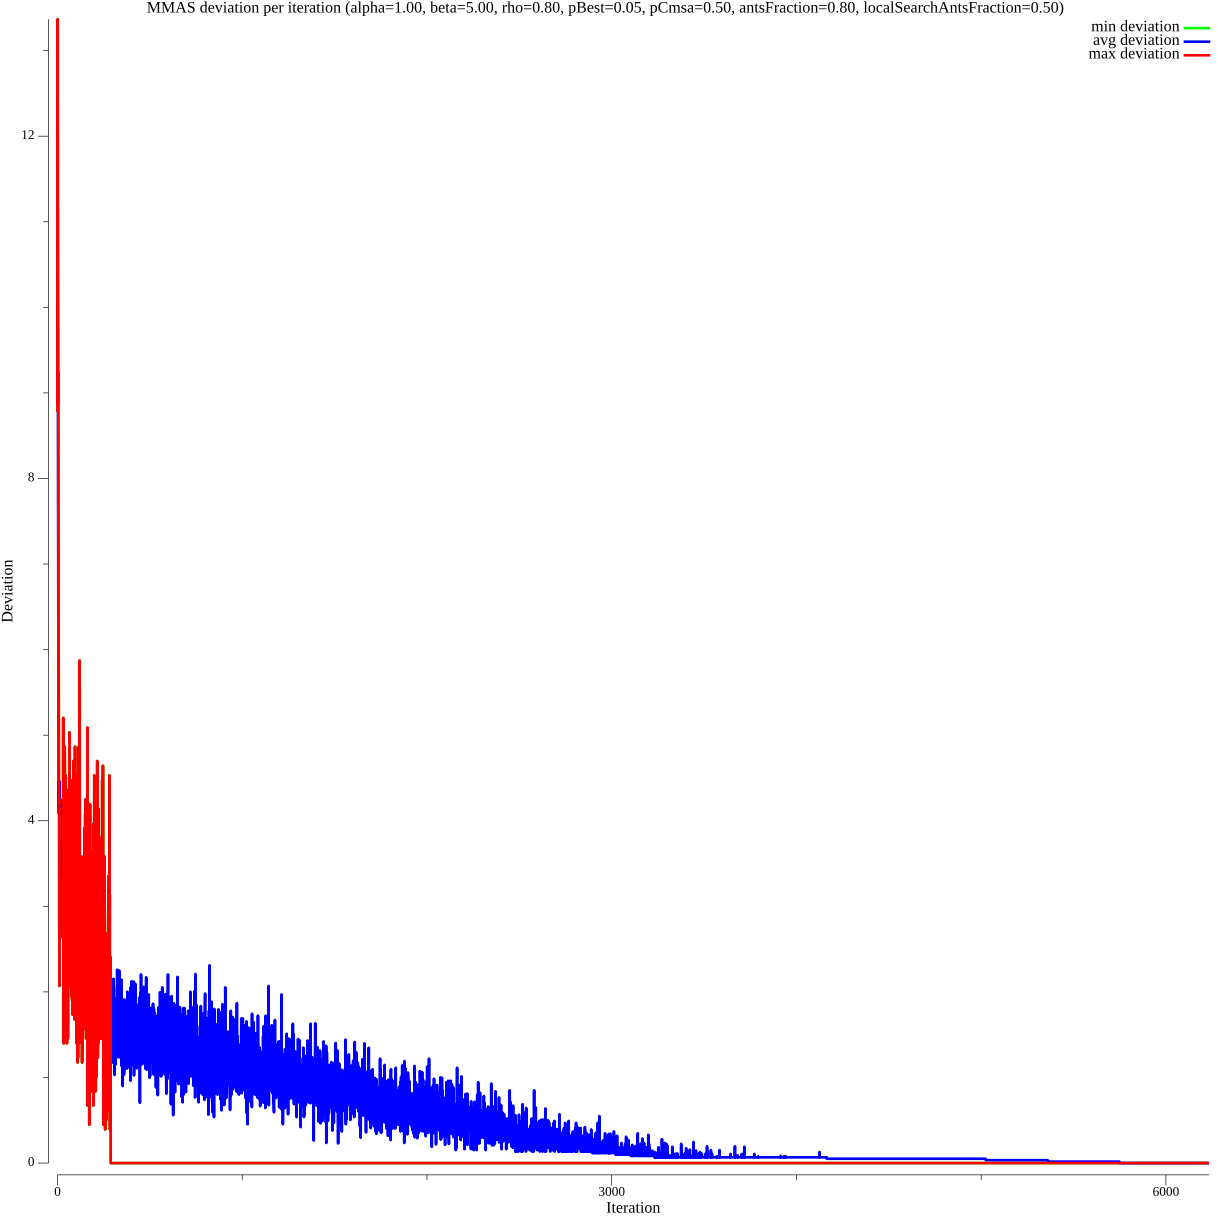 MMAS deviation per iteration (alpha=1.00, beta=5.00, rho=0.80, pBest=0.05, pCmsa=0.50, antsFraction=0.80, localSearchAntsFraction=0.50)
min deviation
avg deviation
max deviation
12
8
4
0
Deviation
0 3000 6000
Iteration